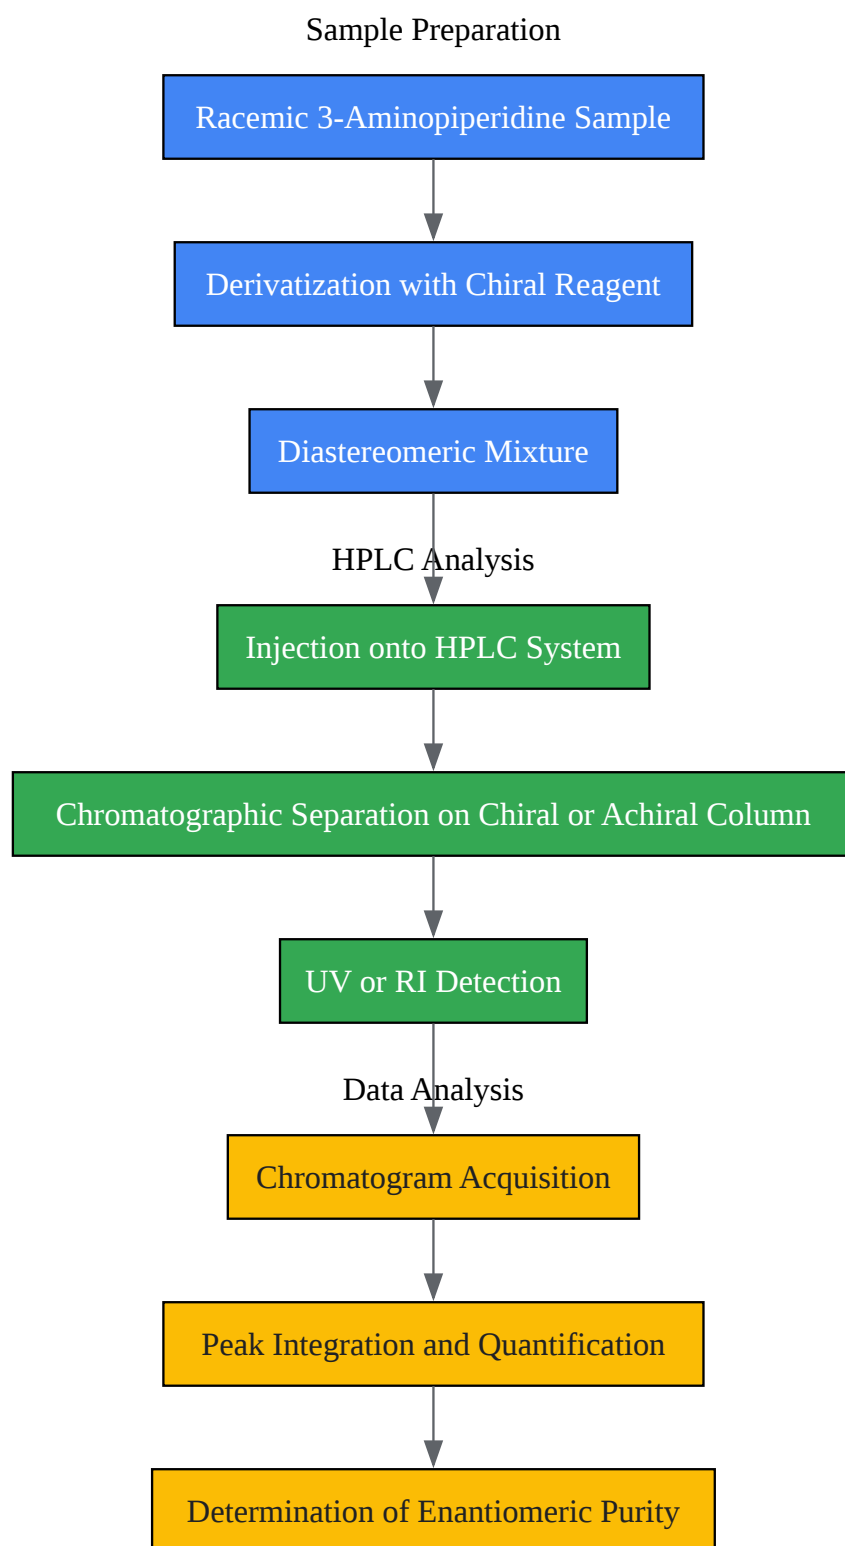 Sample Preparation
Racemic 3-Aminopiperidine Sample
Derivatization with Chiral Reagent
Diastereomeric Mixture
HPLC Analysis
Injection onto HPLC System
Chromatographic Separation on Chiral or Achiral Column
UV or RI Detection
Data Analysis
Chromatogram Acquisition
Peak Integration and Quantification
Determination of Enantiomeric Purity